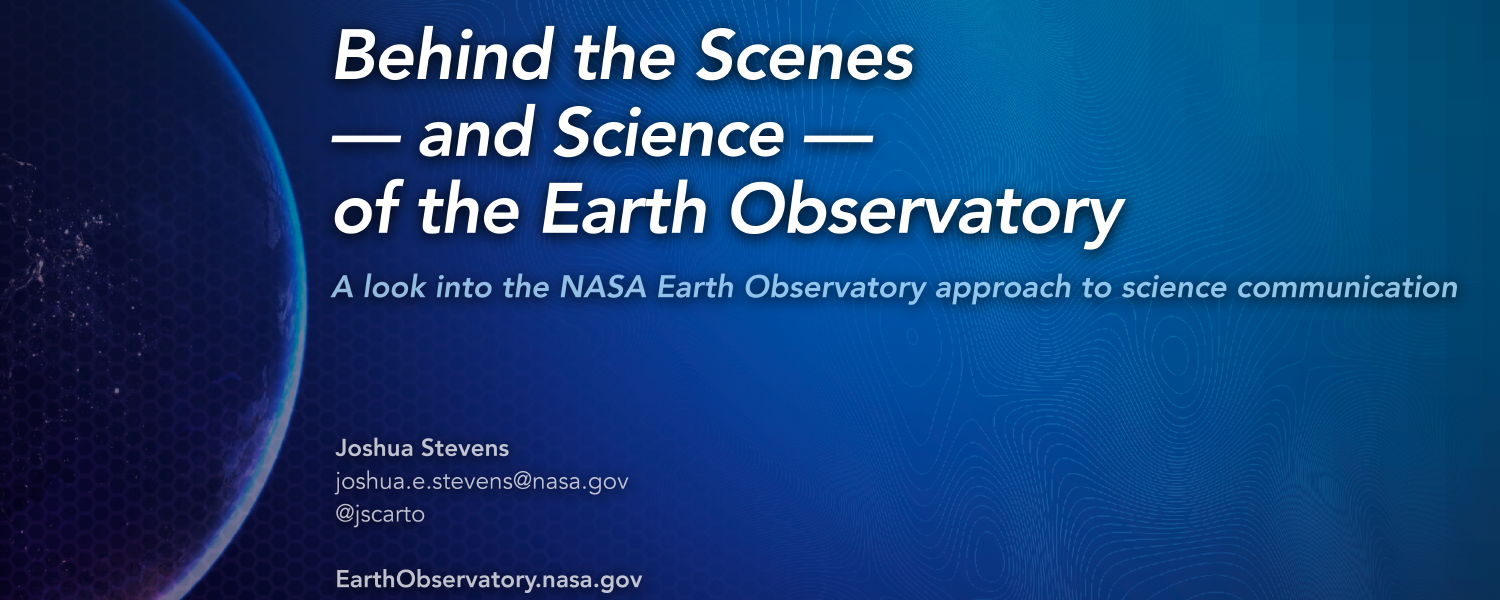 Behind the Scenes
— and Science —
of the Earth Observatory
A look into the NASA Earth Observatory approach to science communication
Joshua Stevens
joshua.e.stevens@nasa.gov
@jscarto
EarthObservatory.nasa.gov